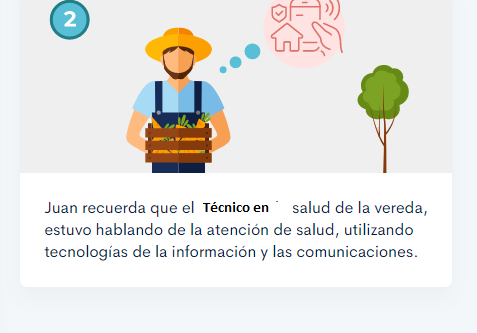 2
Juan recuerda que el Técnico en salud de la vereda,
estuvo hablando de la atención de salud, utilizando
tecnologías de la información y las comunicaciones.